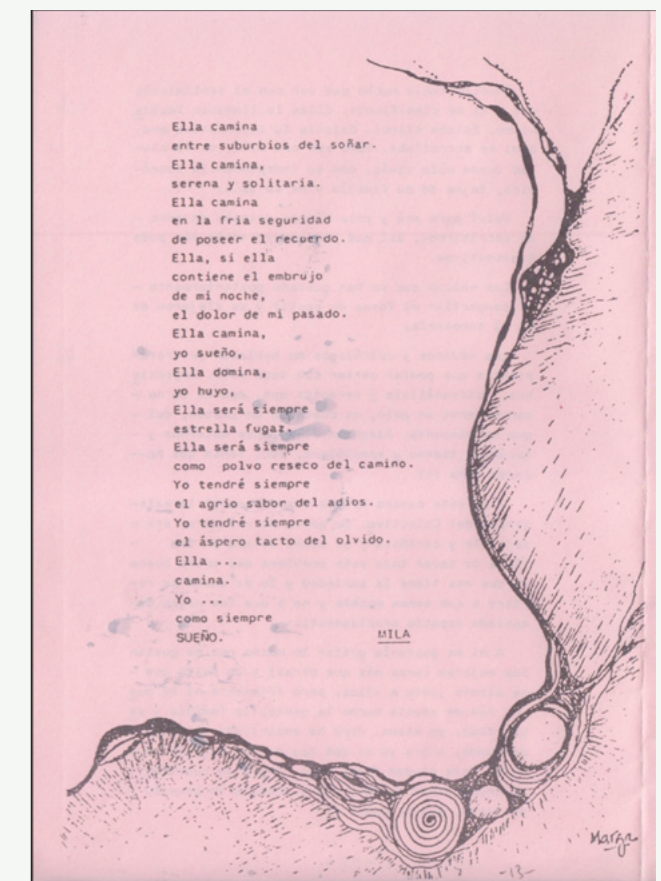 Ella camina
entre suburbios del soñar.
Ella camina,
serena y solitaria.
Ella camina
en la fria seguridad
de poseer el recuerdo.
Ella, si ella
contiene el embrujo
de mi noche,
el dolor de mi pasado.
Ella camina,
yo sueño,
Ella domina,
yo huyo,
Ella será siempre
estrella fugaz.
Ella será siempre
como polvo reseco del camino.
Yo tendré siempre
el agrio sabor del adios.
Yo tendré siempre
el áspero tacto del olvido.
Ella ...
camina.
Yo ...
como siempre
SUEÑO. MILA
Marga
-13-